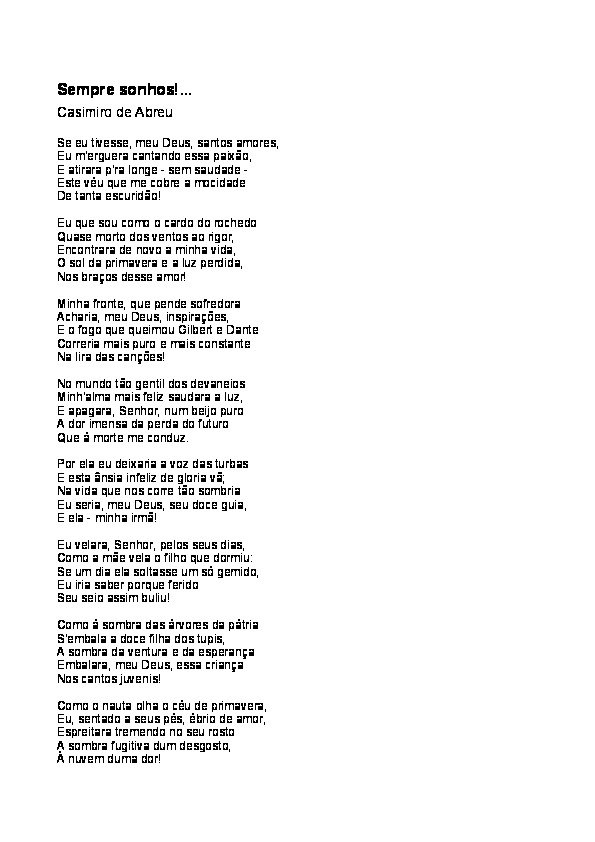 Sempre sonhos!...
Casimiro de Abreu

Se eu tivesse, meu Deus, santos amores,
Eu m'erguera cantando essa paixão,
E atirara p'ra longe - sem saudade -
Este véu que me cobre a mocidade
De tanta escuridão!

Eu que sou como o cardo do rochedo
Quase morto dos ventos ao rigor,
Encontrara de novo a minha vida,
O sol da primavera e a luz perdida,
Nos braços desse amor!

Minha fronte, que pende sofredora
Acharia, meu Deus, inspirações,
E o fogo que queimou Gilbert e Dante
Correria mais puro e mais constante
Na lira das canções!

No mundo tão gentil dos devaneios
Minh'alma mais feliz saudara a luz,
E apagara, Senhor, num beijo puro
A dor imensa da perda do futuro
Que á morte me conduz.

Por ela eu deixaria a voz das turbas
E esta ânsia infeliz de gloria vã;
Na vida que nos corre tão sombria
Eu seria, meu Deus, seu doce guia,
E ela - minha irmã!

Eu velara, Senhor, pelos seus dias,
Como a mãe vela o filho que dormiu:
Se um dia ela soltasse um só gemido,
Eu iria saber porque ferido
Seu seio assim buliu!

Como á sombra das árvores da pátria
S'embala a doce filha dos tupis,
A sombra da ventura e da esperança
Embalara, meu Deus, essa criança
Nos cantos juvenis!

Como o nauta olha o céu de primavera,
Eu, sentado a seus pés, ébrio de amor,
Espreitara tremendo no seu rosto
A sombra fugitiva dum desgosto,
À nuvem duma dor!